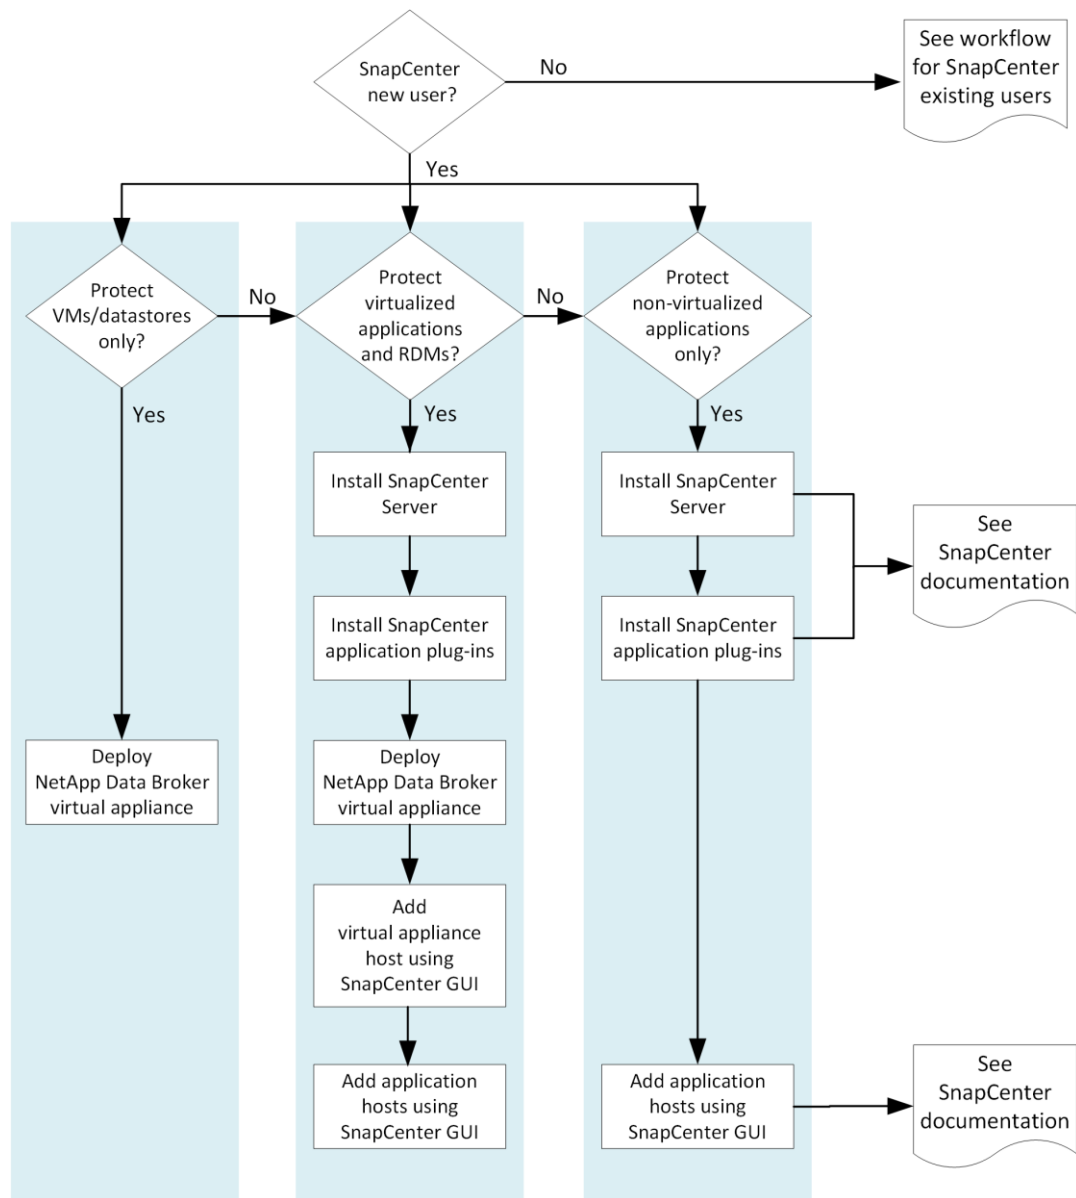 SnapCenter
new user?
No
See workflow
for SnapCenter
existing users
Yes
Protect
VMs/datastores
only?
No
Protect
virtualized
applications
and RDMs?
No
Protect
non-virtualized
applications
only?
Yes
Yes
Yes
Install SnapCenter
Server
Install SnapCenter
Server
See
SnapCenter
documentation
Install SnapCenter
application plug-ins
Install SnapCenter
application plug-ins
Deploy
NetApp Data Broker
virtual appliance
Deploy
NetApp Data Broker
virtual appliance
Add
virtual appliance
host using
SnapCenter GUI
Add application
hosts using
SnapCenter GUI
Add application
hosts using
SnapCenter GUI
See
SnapCenter
documentation